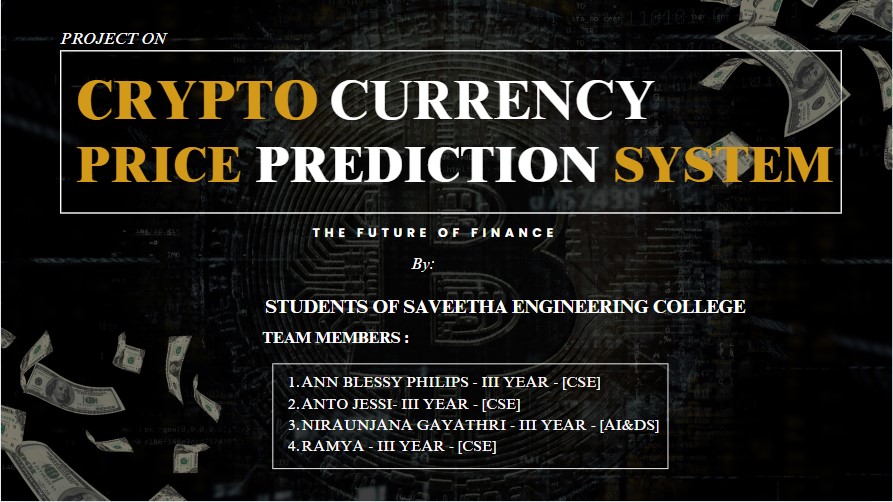 PROJECT ON
CRYPTO CURRENCY
PRICE PREDICTION SYSTEM
THE FUTURE OF FINANCE
By:
STUDENTS OF SAVEETHA ENGINEERING COLLEGE
TEAM MEMBERS :
1. ANN BLESSY PHILIPS - III YEAR - [CSE]
2. ANTO JESSI- III YEAR - [CSE]
3. NIRAUNJANA GAYATHRI - III YEAR - [AI&DS]
4. RAMYA - III YEAR - [CSE]